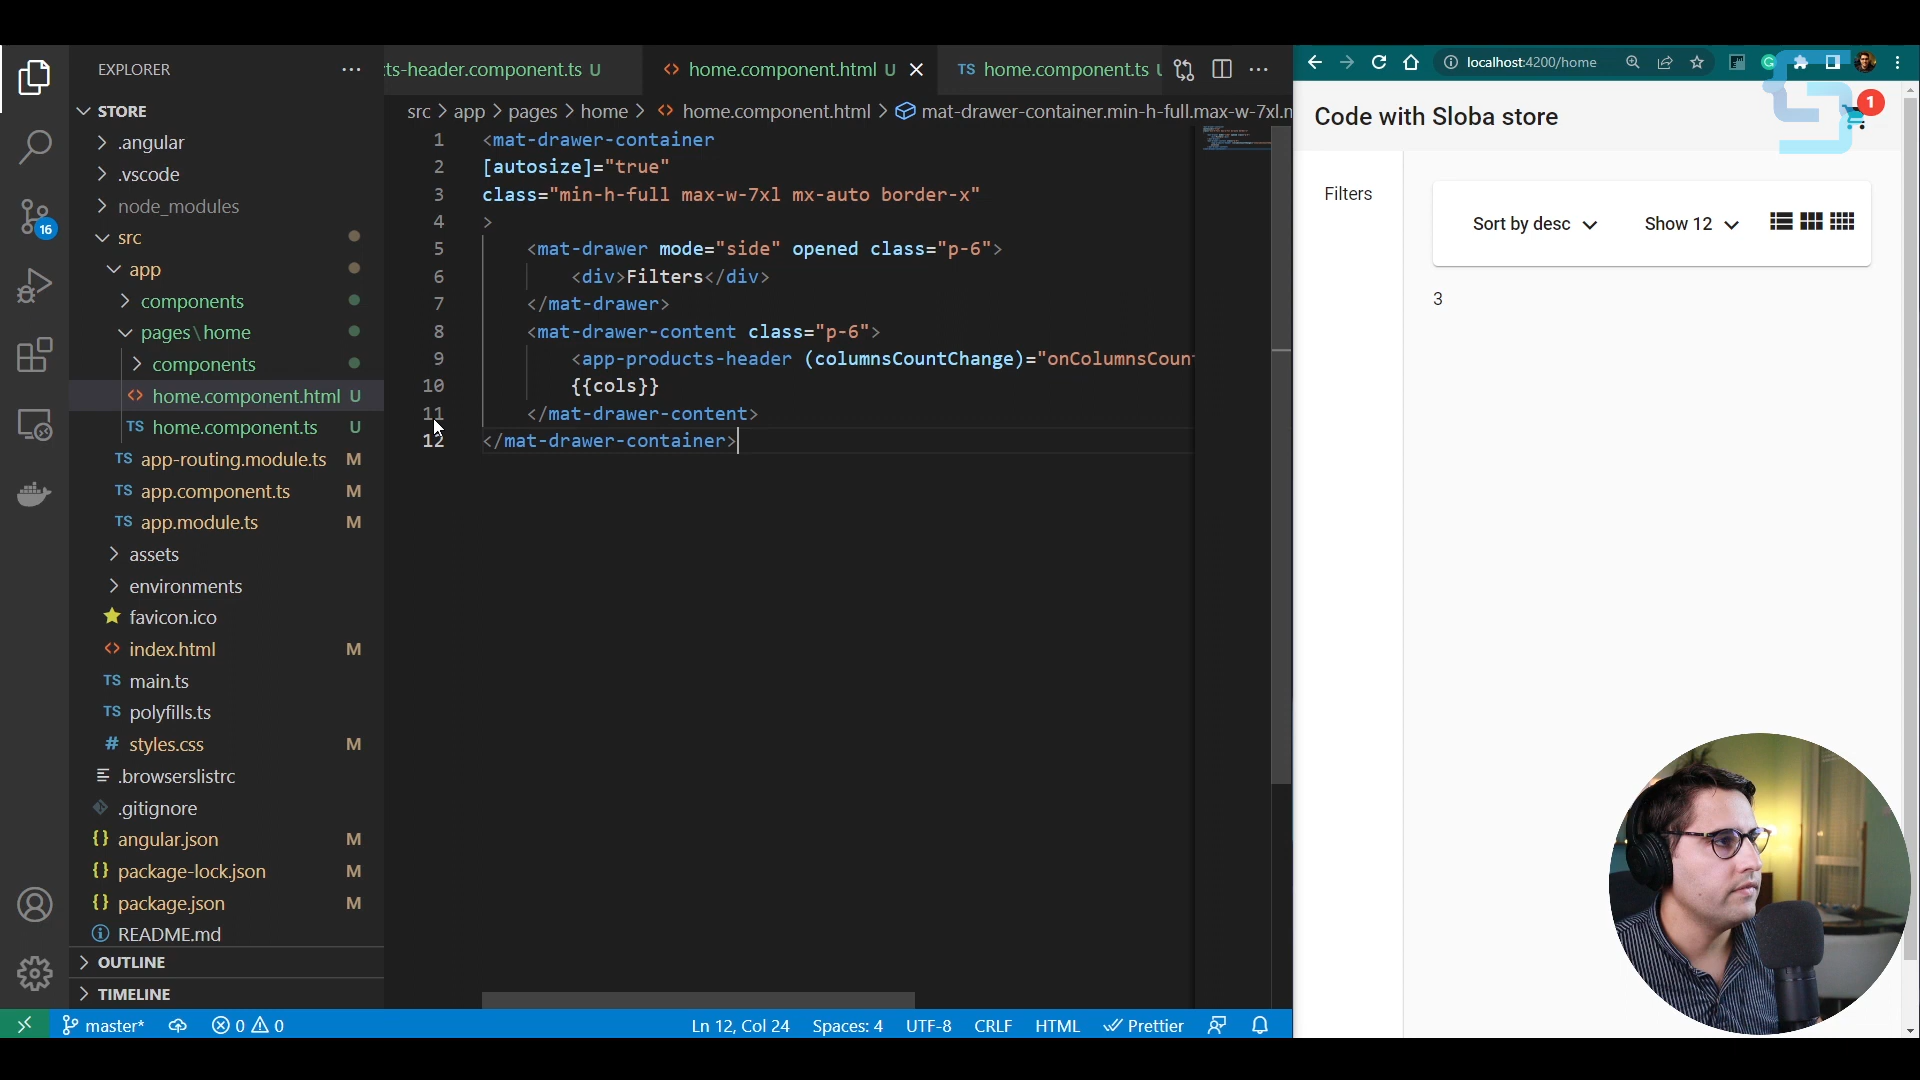 EXPLORER
STORE
.angular
.vscode
node_modules
src
app
components
pages\home
components
home.component.html U
home.component.ts U
app-routing.module.ts M
app.component.ts M
app.module.ts M
assets
environments
favicon.ico
index.html M
main.ts
polyfills.ts
styles.css M
.browserslistrc
.gitignore
angular.json M
package-lock.json M
package.json M
README.md
OUTLINE
TIMELINE
16
ts-header.component.ts U
home.component.html U
TS home.component.ts U
src > app > pages > home > home.component.html > mat-drawer-container.min-h-full.max-w-7xl.m
1 <mat-drawer-container
2 [autosize]="true"
3 class="min-h-full max-w-7xl mx-auto border-x"
4 >
5 <mat-drawer mode="side" opened class="p-6">
6 <div>Filters</div>
7 </mat-drawer>
8 <mat-drawer-content class="p-6">
9 <app-products-header (columnsCountChange)="onColumnsCoun
10 {{cols}}
11 </mat-drawer-content>
12 </mat-drawer-container>
master* 0 0 Ln 12, Col 24 Spaces: 4 UTF-8 CRLF HTML Prettier
localhost:4200/home
Code with Sloba store
1
Filters
Sort by desc
Show 12
3